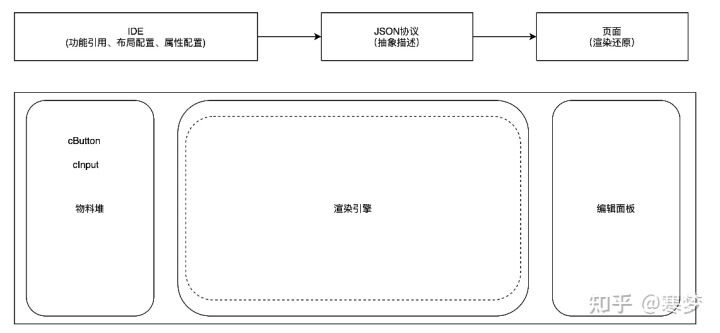 IDE
(功能引用、布局配置、属性配置)
JSON协议
(抽象描述)
页面
(渲染还原)
cButton
cInput
物料堆
渲染引擎
编辑面板
知乎 @寒梦